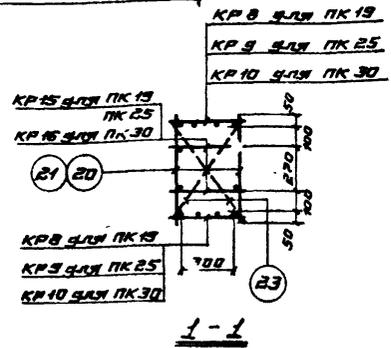 КР 8 для ПК 19
КР 9 для ПК 25
КР 10 для ПК 30
КР 15 для ПК 19
ПК 25
КР 16 для ПК 30
21 20
50
100
270
100
50
КР 8 для ПК 19
КР 9 для ПК 25
КР 10 для ПК 30
300
23
1-1